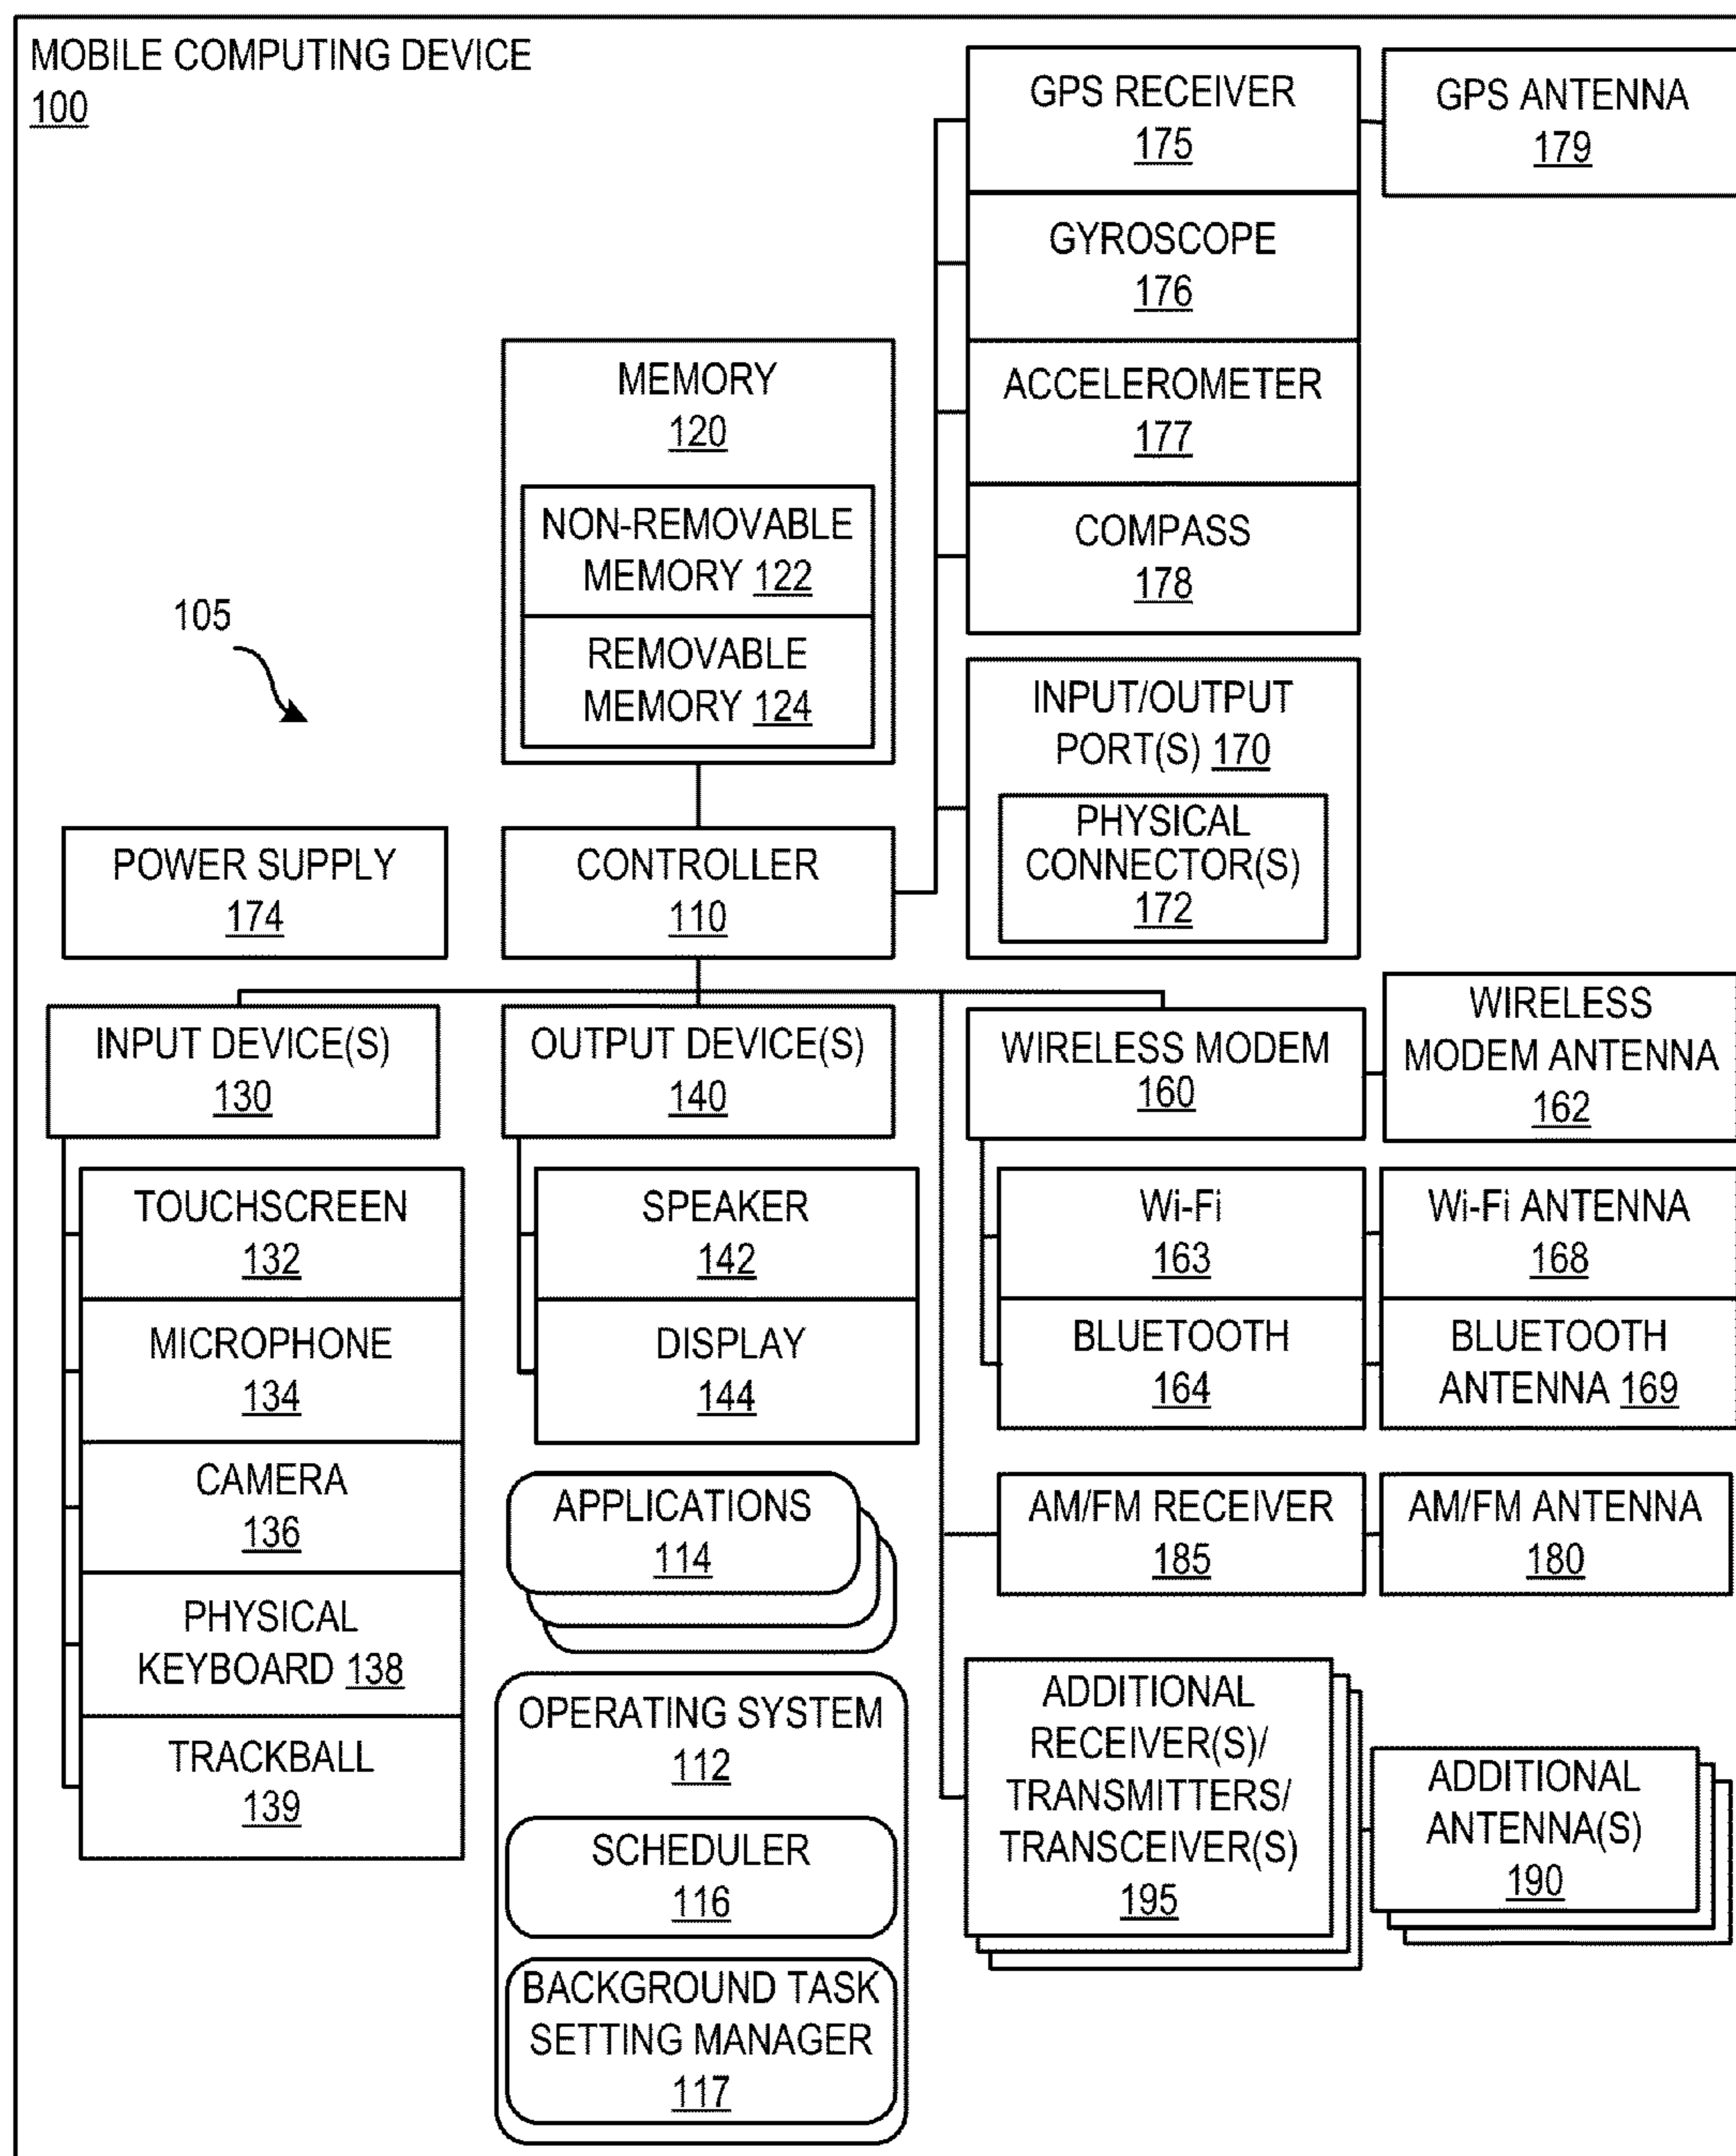 MOBILE COMPUTING DEVICE
100
GPS RECEIVER
175
GPS ANTENNA
179
GYROSCOPE
176
ACCELEROMETER
177
COMPASS
178
MEMORY
120
NON-REMOVABLE
MEMORY 122
REMOVABLE
MEMORY 124
105
INPUT/OUTPUT
PORT(S) 170
PHYSICAL
CONNECTOR(S)
172
POWER SUPPLY
174
CONTROLLER
110
INPUT DEVICE(S)
130
OUTPUT DEVICE(S)
140
WIRELESS MODEM
160
WIRELESS
MODEM ANTENNA
162
TOUCHSCREEN
132
MICROPHONE
134
CAMERA
136
PHYSICAL
KEYBOARD 138
TRACKBALL
139
SPEAKER
142
DISPLAY
144
Wi-Fi
163
Wi-Fi ANTENNA
168
BLUETOOTH
164
BLUETOOTH
ANTENNA 169
APPLICATIONS
114
AM/FM RECEIVER
185
AM/FM ANTENNA
180
OPERATING SYSTEM
112
SCHEDULER
116
BACKGROUND TASK
SETTING MANAGER
117
ADDITIONAL
RECEIVER(S)/
TRANSMITTERS/
TRANSCEIVER(S)
195
ADDITIONAL
ANTENNA(S)
190